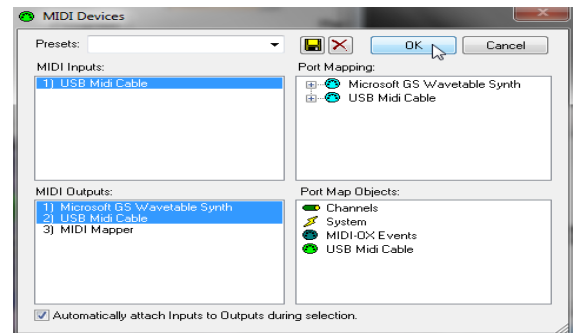 MIDI Devices
Presets:
OK
Cancel
MIDI Inputs:
1) USB Midi Cable
Port Mapping:
Microsoft GS Wavetable Synth
USB Midi Cable
MIDI Outputs:
1) Microsoft GS Wavetable Synth
2) USB Midi Cable
3) MIDI Mapper
Port Map Objects:
Channels
System
MIDI-OX Events
USB Midi Cable
Automatically attach Inputs to Outputs during selection.